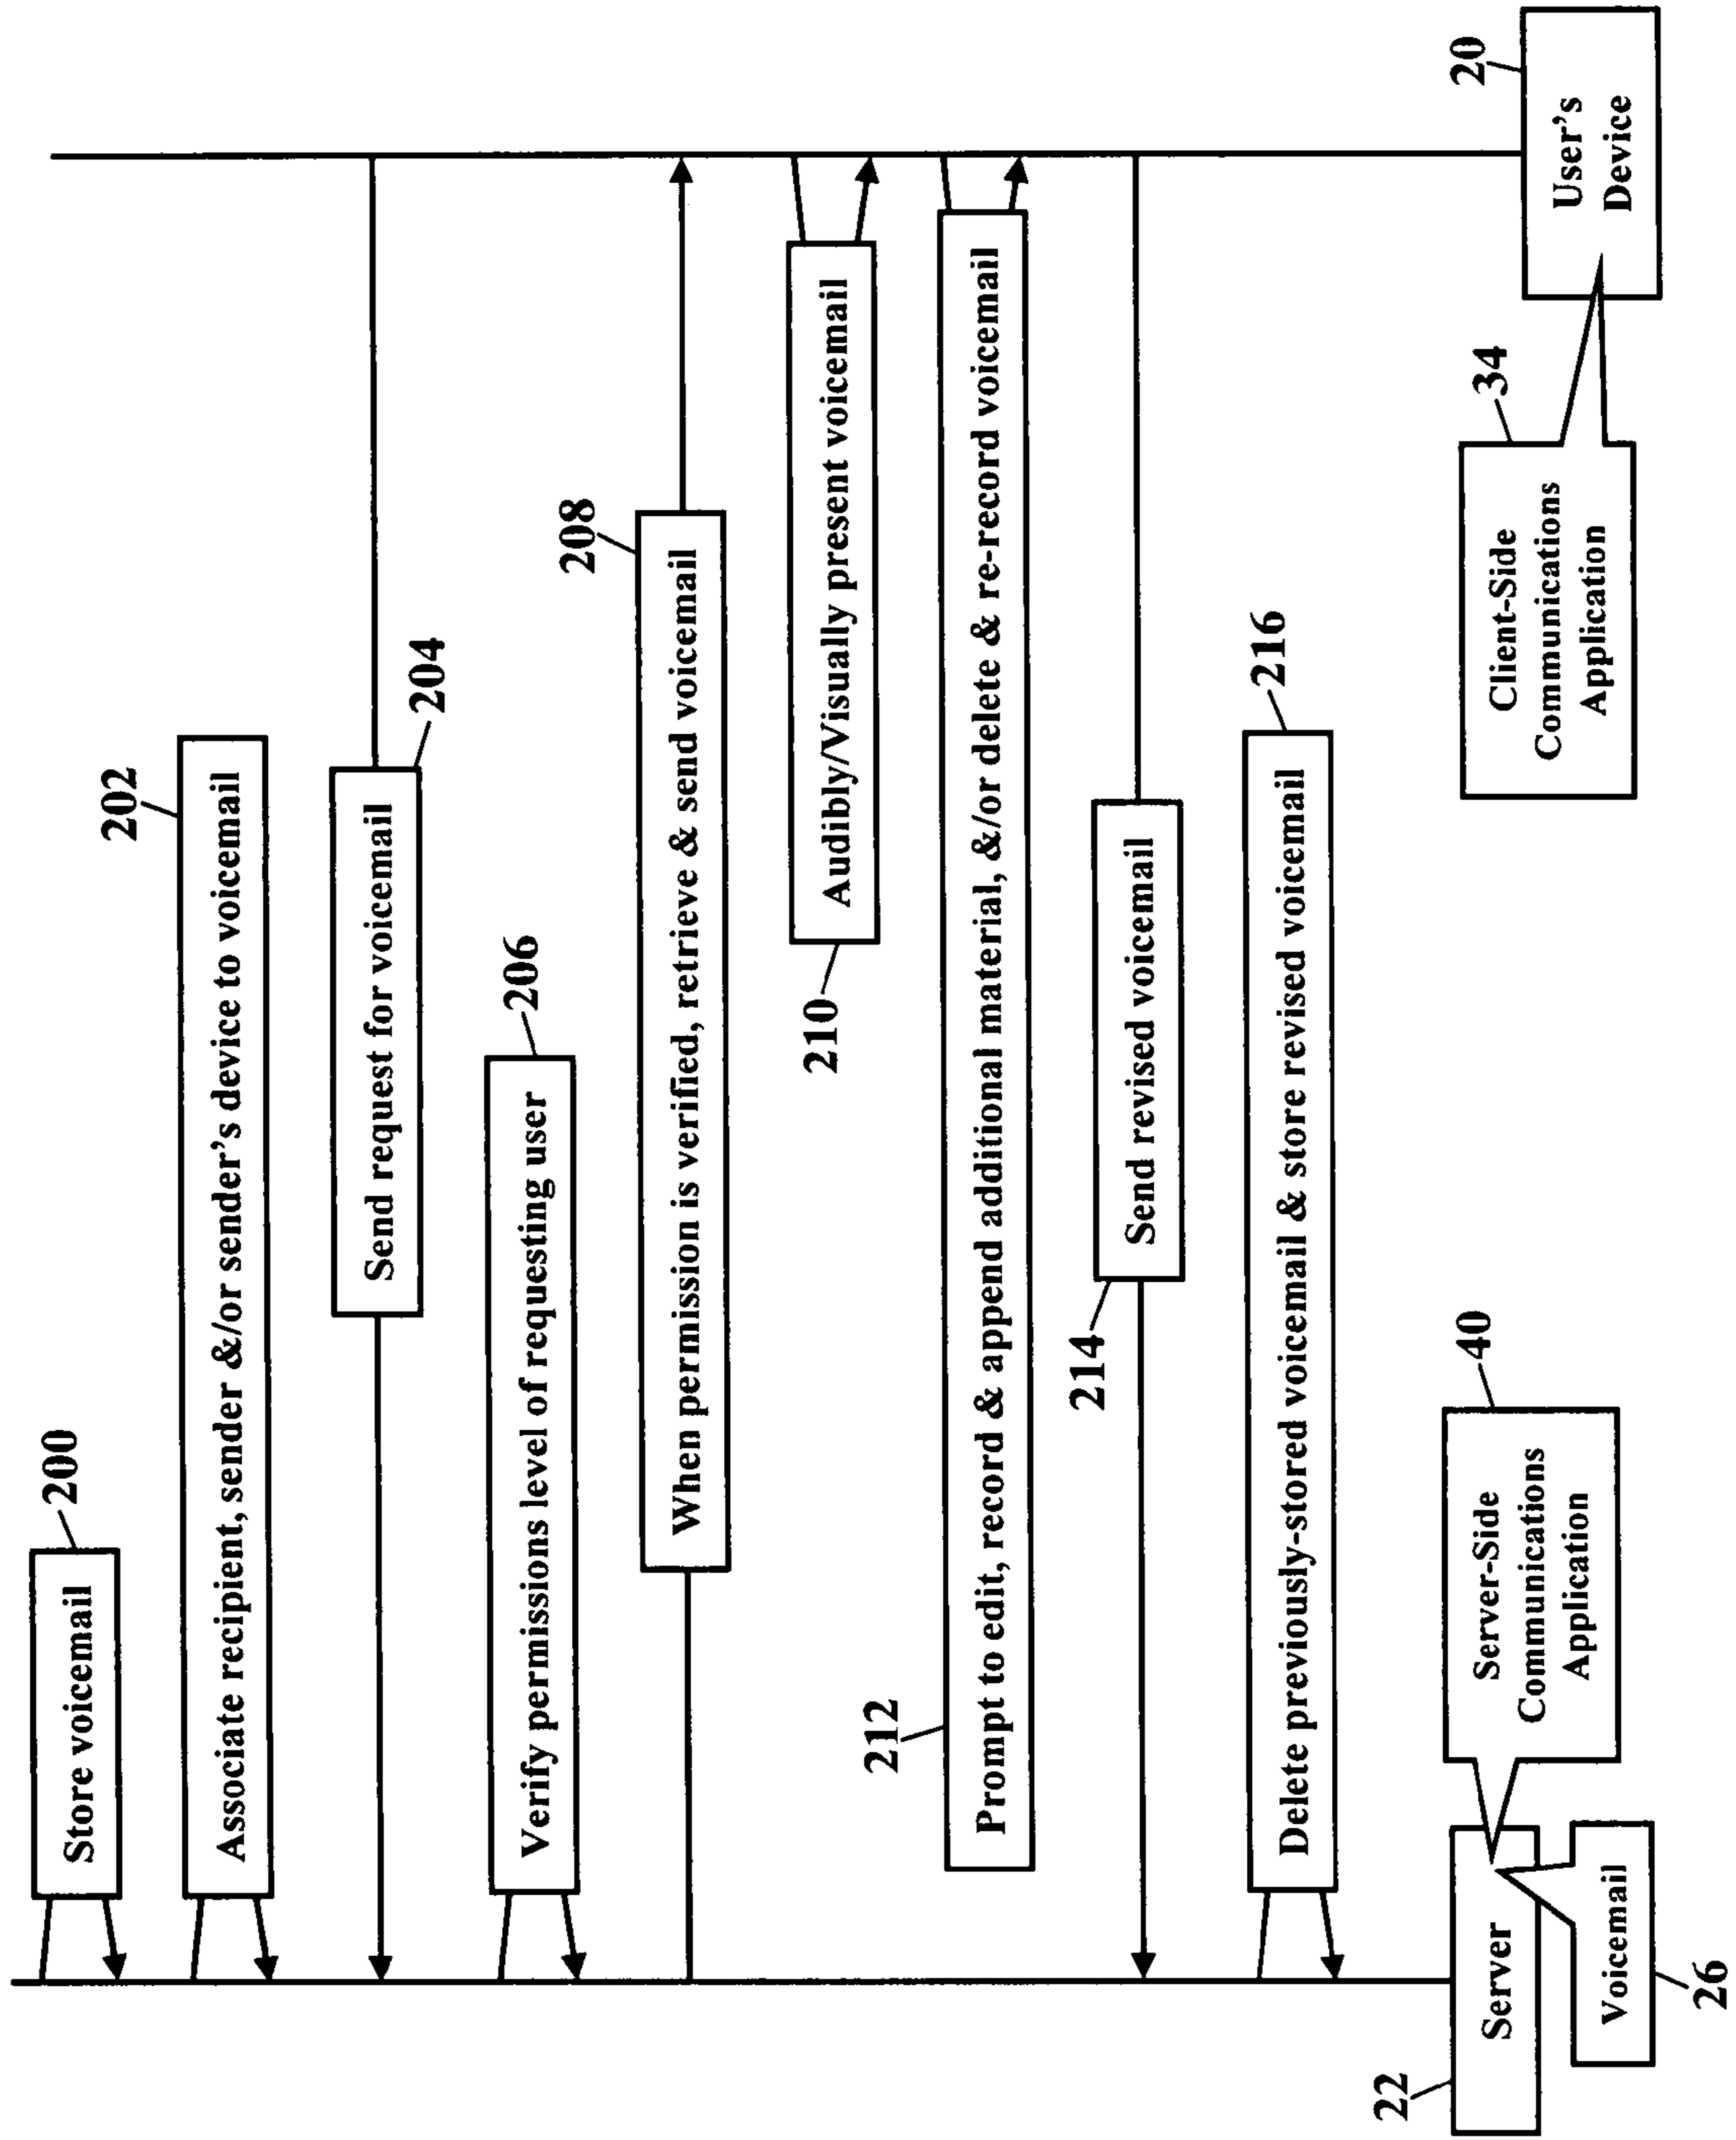 200
Store voicemail
202
Associate recipient, sender &/or sender's device to voicemail
Send request for voicemail
204
206
Verify permissions level of requesting user
208
When permission is verified, retrieve & send voicemail
Audibly/Visually present voicemail
210
212
Prompt to edit, record & append additional material, &/or delete & re-record voicemail
Send revised voicemail
214
216
Delete previously-stored voicemail & store revised voicemail
22
Server
40
Server-Side
Communications
Application
Voicemail
26
34
Client-Side
Communications
Application
20
User's
Device